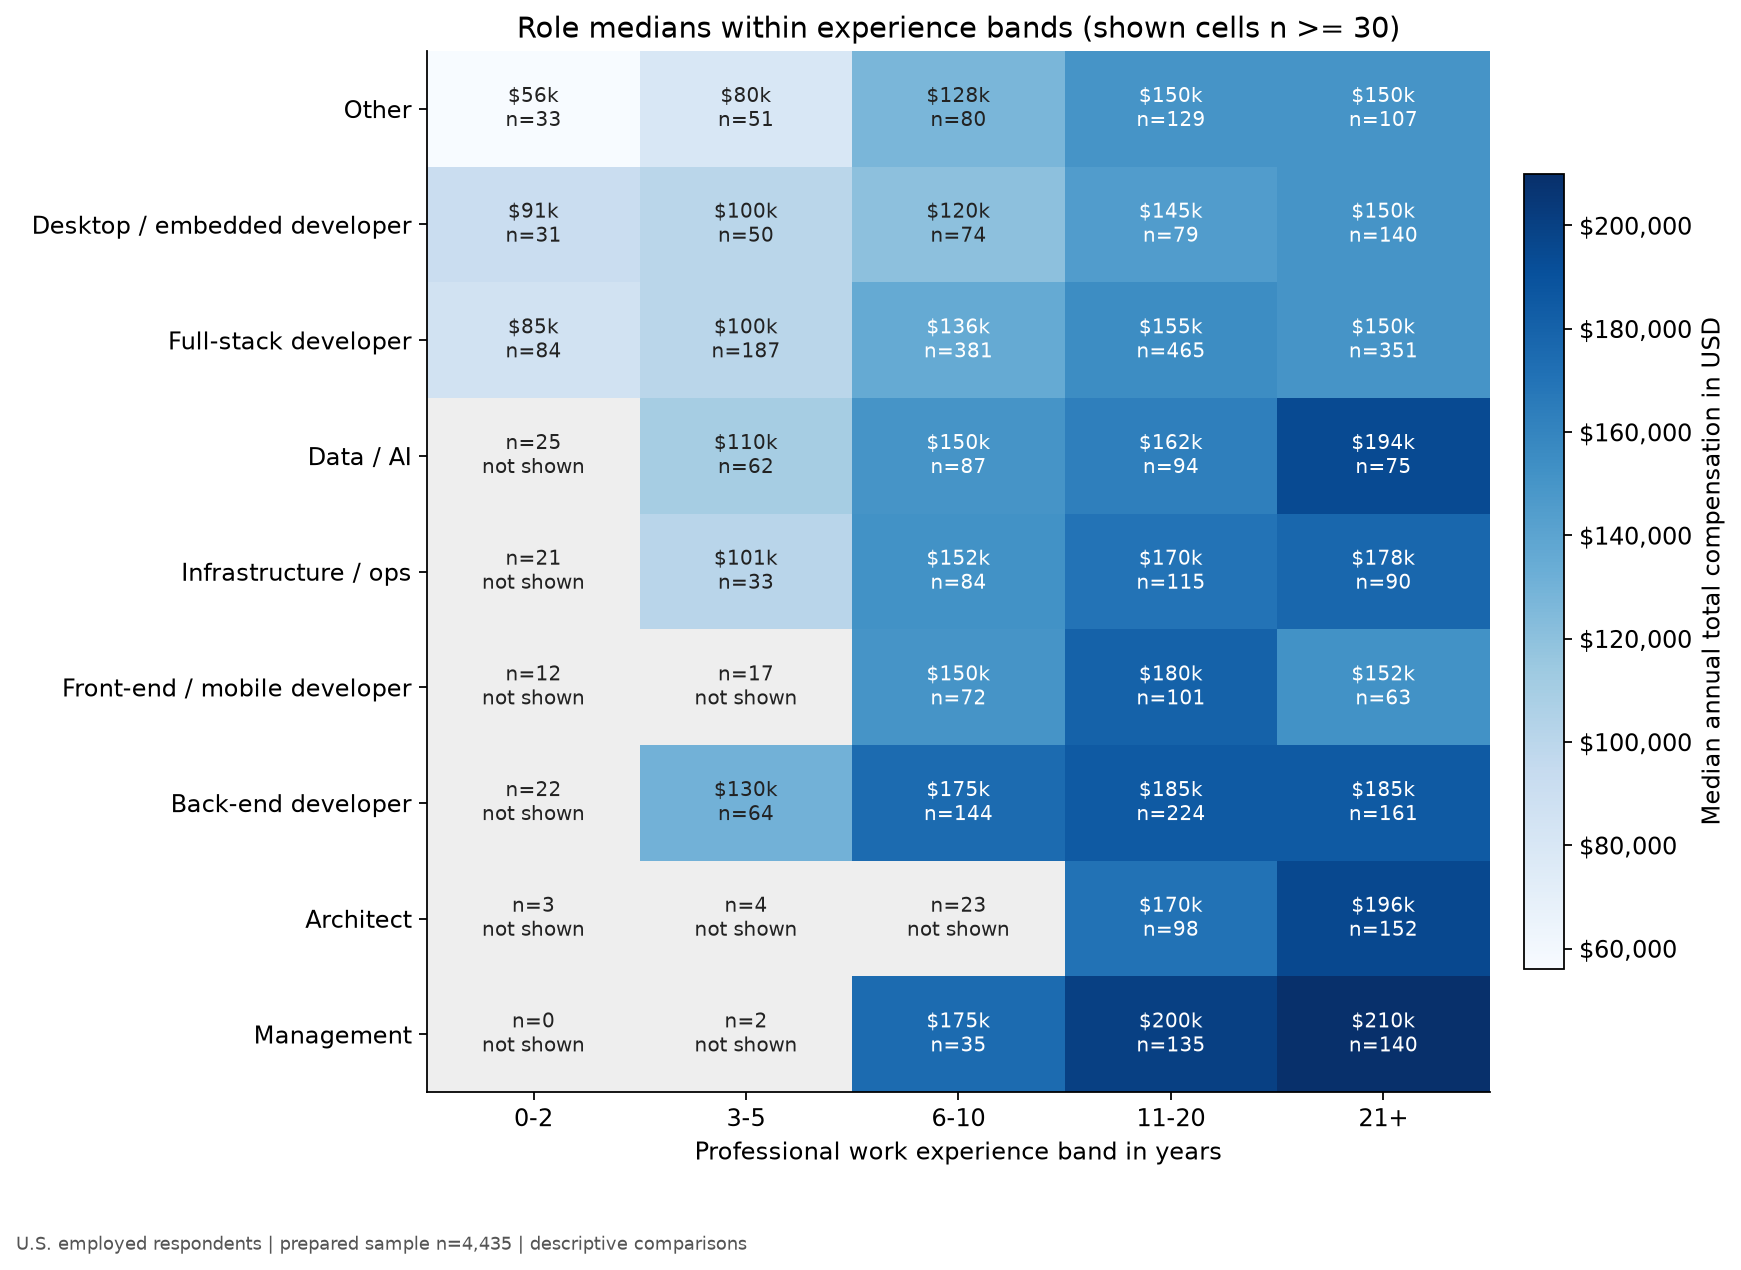 Role medians within experience bands (shown cells n >= 30)
Other
$56k
n=33
$80k
n=51
$128k
n=80
$150k
n=129
$150k
n=107
Desktop / embedded developer
$91k
n=31
$100k
n=50
$120k
n=74
$145k
n=79
$150k
n=140
Full-stack developer
$85k
n=84
$100k
n=187
$136k
n=381
$155k
n=465
$150k
n=351
Data / AI
n=25
not shown
$110k
n=62
$150k
n=87
$162k
n=94
$194k
n=75
Infrastructure / ops
n=21
not shown
$101k
n=33
$152k
n=84
$170k
n=115
$178k
n=90
Front-end / mobile developer
n=12
not shown
n=17
not shown
$150k
n=72
$180k
n=101
$152k
n=63
Back-end developer
n=22
not shown
$130k
n=64
$175k
n=144
$185k
n=224
$185k
n=161
Architect
n=3
not shown
n=4
not shown
n=23
not shown
$170k
n=98
$196k
n=152
Management
n=0
not shown
n=2
not shown
$175k
n=35
$200k
n=135
$210k
n=140
0-2
3-5
6-10
11-20
21+
Professional work experience band in years
$200,000
$180,000
$160,000
$140,000
$120,000
$100,000
$80,000
$60,000
Median annual total compensation in USD
U.S. employed respondents | prepared sample n=4,435 | descriptive comparisons